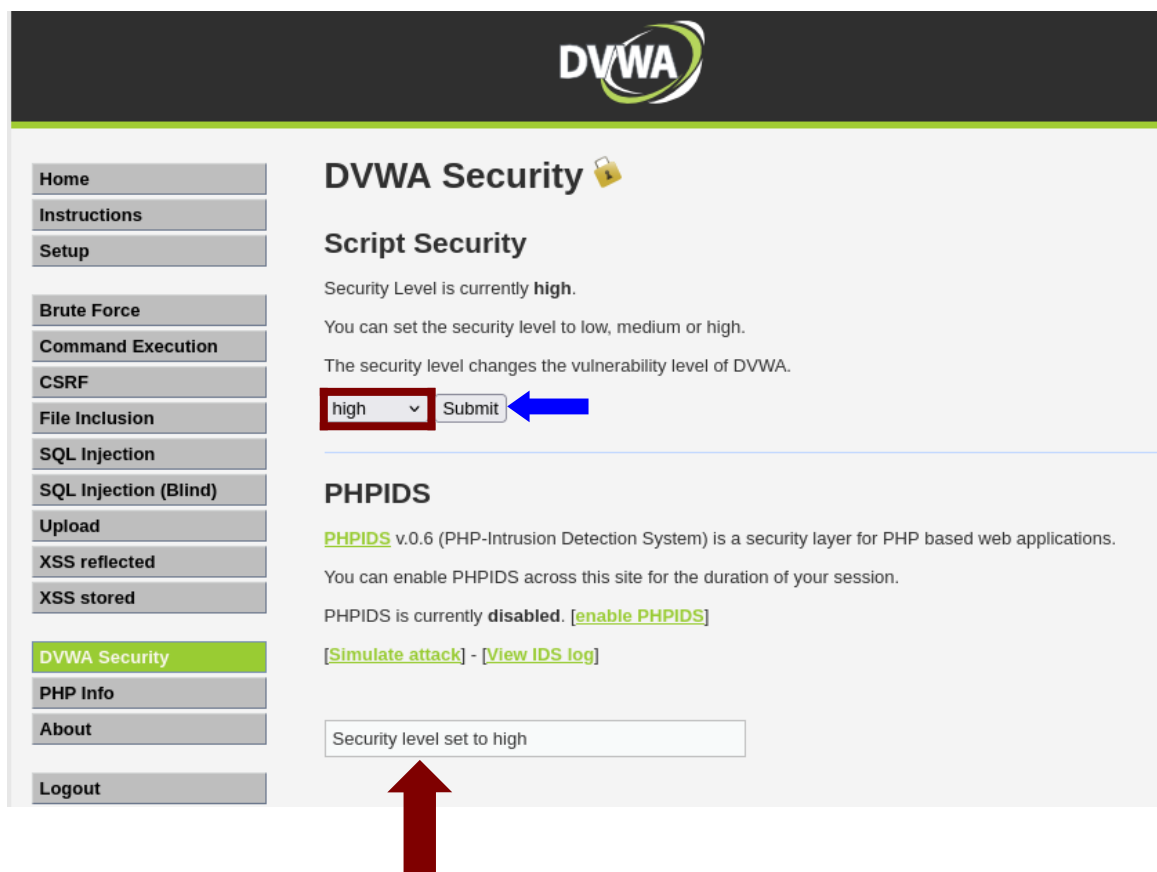 DVWA
Home
Instructions
Setup
Brute Force
Command Execution
CSRF
File Inclusion
SQL Injection
SQL Injection (Blind)
Upload
XSS reflected
XSS stored
DVWA Security
PHP Info
About
Logout
DVWA Security
Script Security
Security Level is currently high.
You can set the security level to low, medium or high.
The security level changes the vulnerability level of DVWA.
high Submit
PHPIDS
PHPIDS v.0.6 (PHP-Intrusion Detection System) is a security layer for PHP based web applications.
You can enable PHPIDS across this site for the duration of your session.
PHPIDS is currently disabled. [enable PHPIDS]
[Simulate attack] - [View IDS log]
Security level set to high